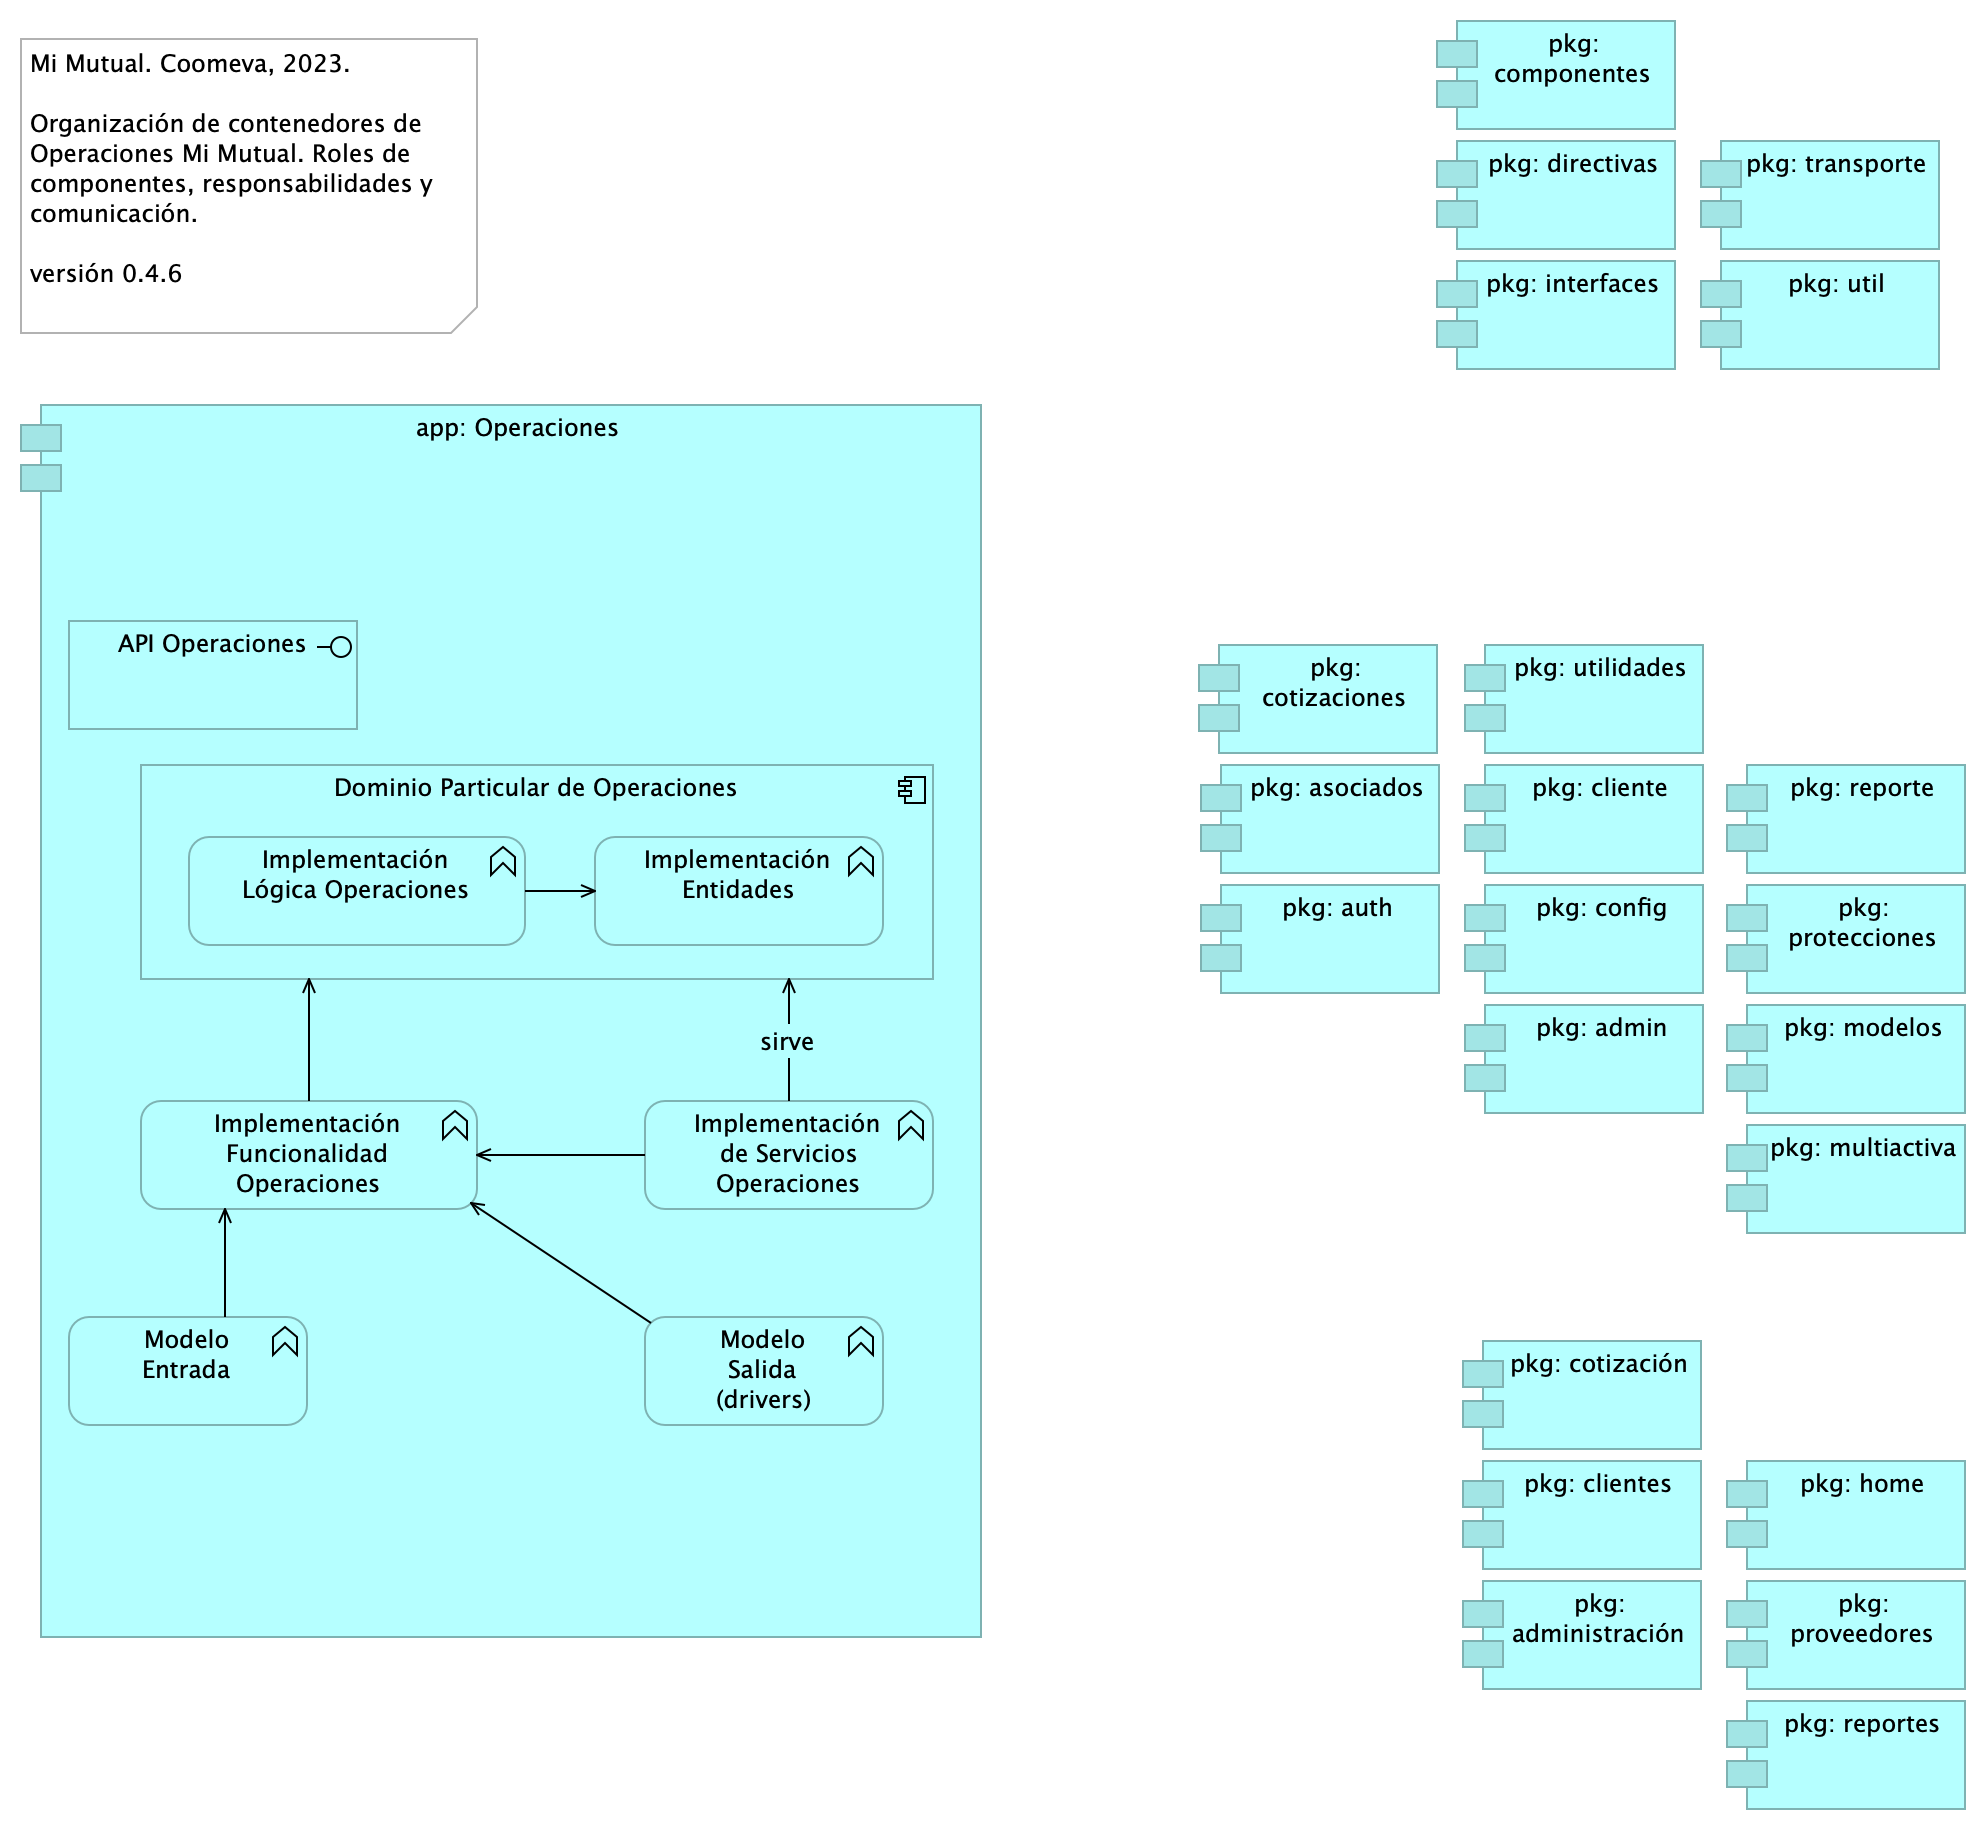 Mi Mutual. Coomeva, 2023.
Organización de contenedores de
Operaciones Mi Mutual. Roles de
componentes, responsabilidades y
comunicación.
versión 0.4.6
pkg:
componentes
pkg: directivas
pkg: transporte
pkg: interfaces
pkg: util
app: Operaciones
API Operaciones
Dominio Particular de Operaciones
Implementación
Lógica Operaciones
Implementación
Entidades
sirve
Implementación
Funcionalidad
Operaciones
Implementación
de Servicios
Operaciones
Modelo
Entrada
Modelo
Salida
(drivers)
pkg:
cotizaciones
pkg: utilidades
pkg: asociados
pkg: cliente
pkg: reporte
pkg: auth
pkg: config
pkg:
protecciones
pkg: admin
pkg: modelos
pkg: multiactiva
pkg: cotización
pkg: clientes
pkg: home
pkg:
administración
pkg:
proveedores
pkg: reportes